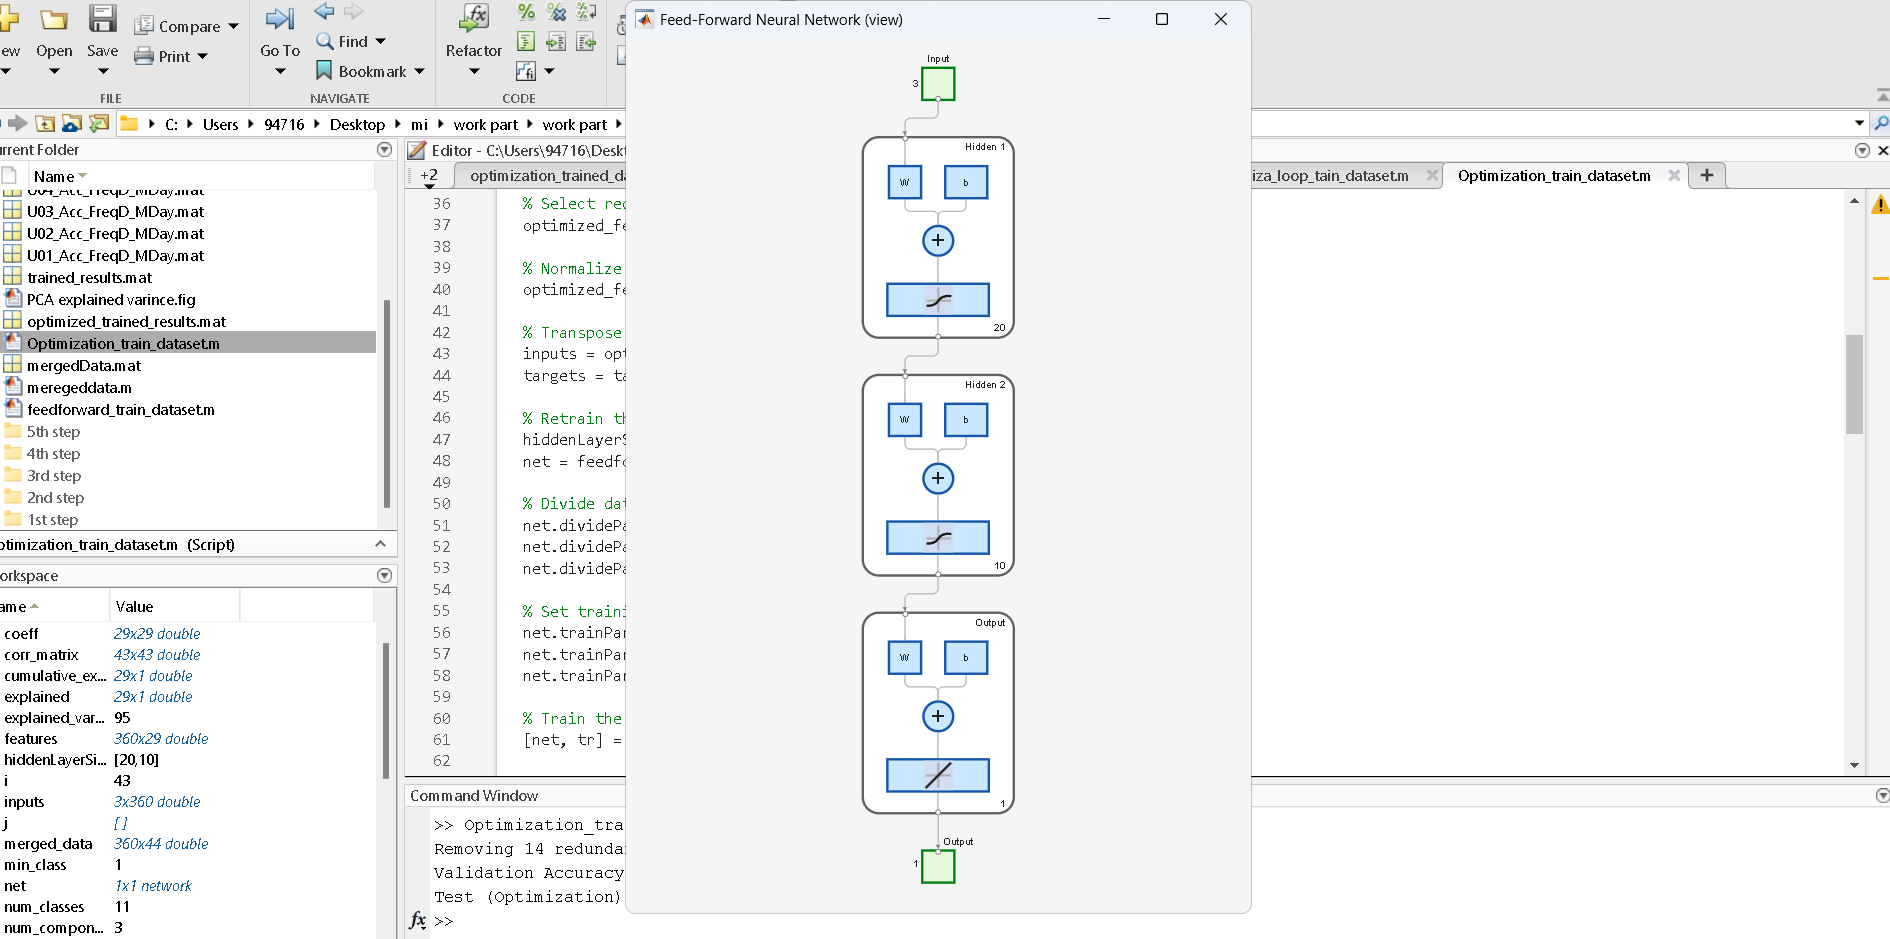 Feed-Forward Neural Network (view)
ew Open Save Compare Print
Go To Find Bookmark
Refactor
FILE NAVIGATE CODE
C: Users 94716 Desktop mi work part work part
urrent Folder
Name
U04_Acc_FreqD_MDay.mat
U03_Acc_FreqD_MDay.mat
U02_Acc_FreqD_MDay.mat
U01_Acc_FreqD_MDay.mat
trained_results.mat
PCA explained varince.fig
optimized_trained_results.mat
Optimization_train_dataset.m
mergedData.mat
meregeddata.m
feedforward_train_dataset.m
5th step
4th step
3rd step
2nd step
1st step
ptimization_train_dataset.m (Script)
orkspace
ame Value
coeff 29x29 double
corr_matrix 43x43 double
cumulative_ex... 29x1 double
explained 29x1 double
explained_var... 95
features 360x29 double
hiddenLayerSi... [20,10]
i 43
inputs 3x360 double
j []
merged_data 360x44 double
min_class 1
net 1x1 network
num_classes 11
num_compon... 3
Editor - C:\Users\94716\Deskt
+2 optimization_trained_da
iza_loop_tain_dataset.m Optimization_train_dataset.m +
36 % Select red
37 optimized_fe
38
39 % Normalize
40 optimized_fe
41
42 % Transpose
43 inputs = opt
44 targets = ta
45
46 % Retrain th
47 hiddenLayerS
48 net = feedfo
49
50 % Divide dat
51 net.dividePa
52 net.dividePa
53 net.dividePa
54
55 % Set traini
56 net.trainPar
57 net.trainPar
58 net.trainPar
59
60 % Train the
61 [net, tr] =
62
Command Window
>> Optimization_tra
Removing 14 redundan
Validation Accuracy
Test (Optimization)
fx >>
Input
3
Hidden 1
W b
+
20
Hidden 2
W b
+
10
Output
W b
+
1
Output
1